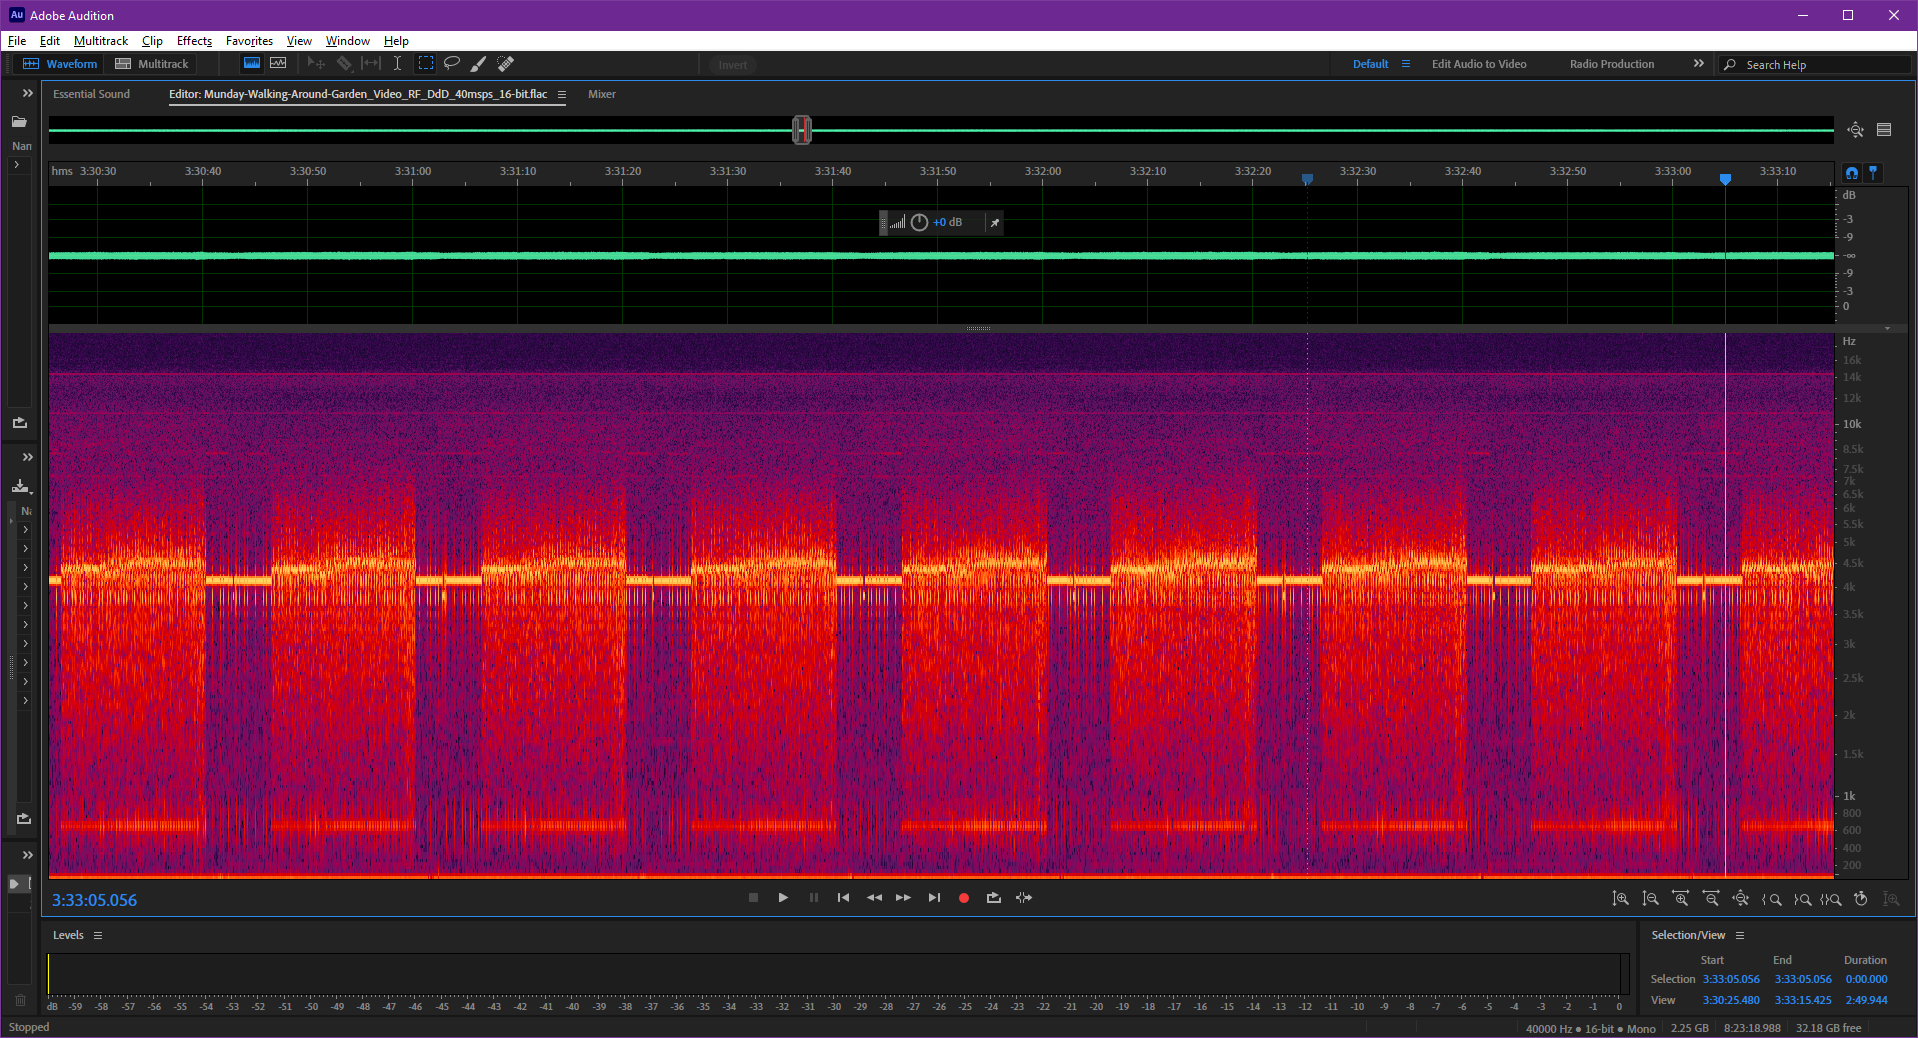 Au Adobe Audition
File Edit Multitrack Clip Effects Favorites View Window Help
Waveform Multitrack Invert Default Edit Audio to Video Radio Production Search Help
Essential Sound Editor: Munday-Walking-Around-Garden_Video_RF_DdD_40msps_16-bit.flac Mixer
Nan
hms 3:30:30 3:30:40 3:30:50 3:31:00 3:31:10 3:31:20 3:31:30 3:31:40 3:31:50 3:32:00 3:32:10 3:32:20 3:32:30 3:32:40 3:32:50 3:33:00 3:33:10
dB
-3
+0 dB
-9
-∞
-9
-3
0
Hz
16k
14k
12k
10k
8.5k
7.5k
7k
6.5k
Na
6k
5.5k
5k
4.5k
4k
3.5k
3k
2.5k
2k
1.5k
1k
800
600
400
200
3:33:05.056
Levels
dB -59 -58 -57 -56 -55 -54 -53 -52 -51 -50 -49 -48 -47 -46 -45 -44 -43 -42 -41 -40 -39 -38 -37 -36 -35 -34 -33 -32 -31 -30 -29 -28 -27 -26 -25 -24 -23 -22 -21 -20 -19 -18 -17 -16 -15 -14 -13 -12 -11 -10 -9 -8 -7 -6 -5 -4 -3 -2 -1 0
Selection/View
Start End Duration
Selection 3:33:05.056 3:33:05.056 0:00.000
View 3:30:25.480 3:33:15.425 2:49.944
Stopped
40000 Hz ● 16-bit ● Mono 2.25 GB 8:23:18.988 32.18 GB free